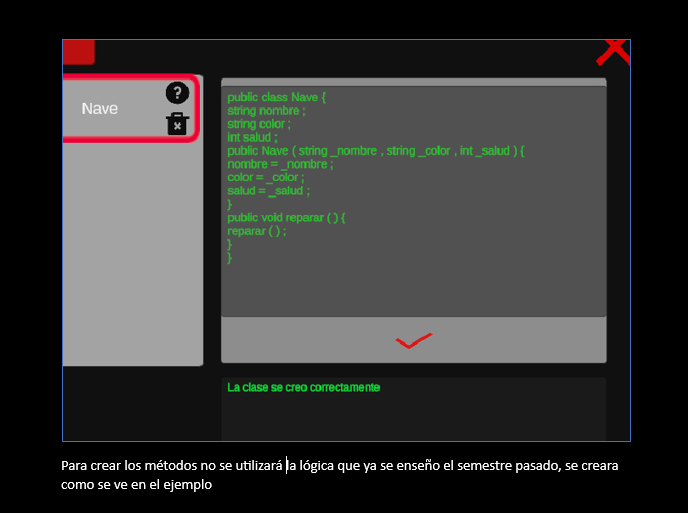 Nave
?
public class Nave {
string nombre ;
string color ;
int salud ;
public Nave ( string _nombre , string _color , int _salud ) {
nombre = _nombre ;
color = _color ;
salud = _salud ;
}
public void reparar ( ) {
reparar ( ) ;
}
}
La clase se creo correctamente
Para crear los métodos no se utilizará la lógica que ya se enseño el semestre pasado, se creara
como se ve en el ejemplo